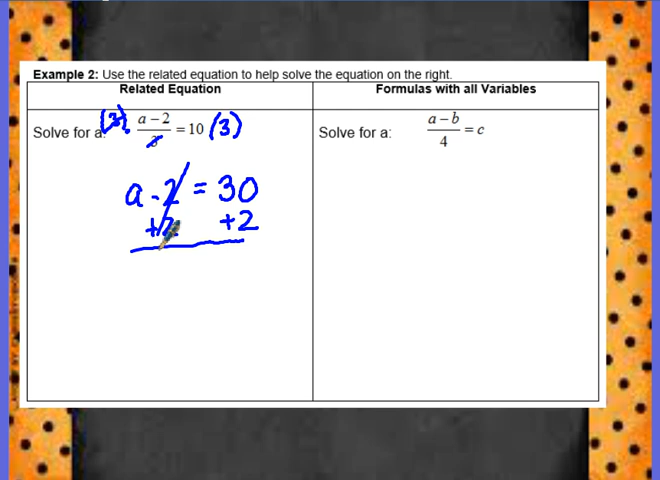 Example 2: Use the related equation to help solve the equation on the right.
Related Equation
Formulas with all Variables
Solve for a: (3) (a − 2)/3 = 10 (3)
a - 2 = 30
+2 +2
Solve for a: (a − b)/4 = c